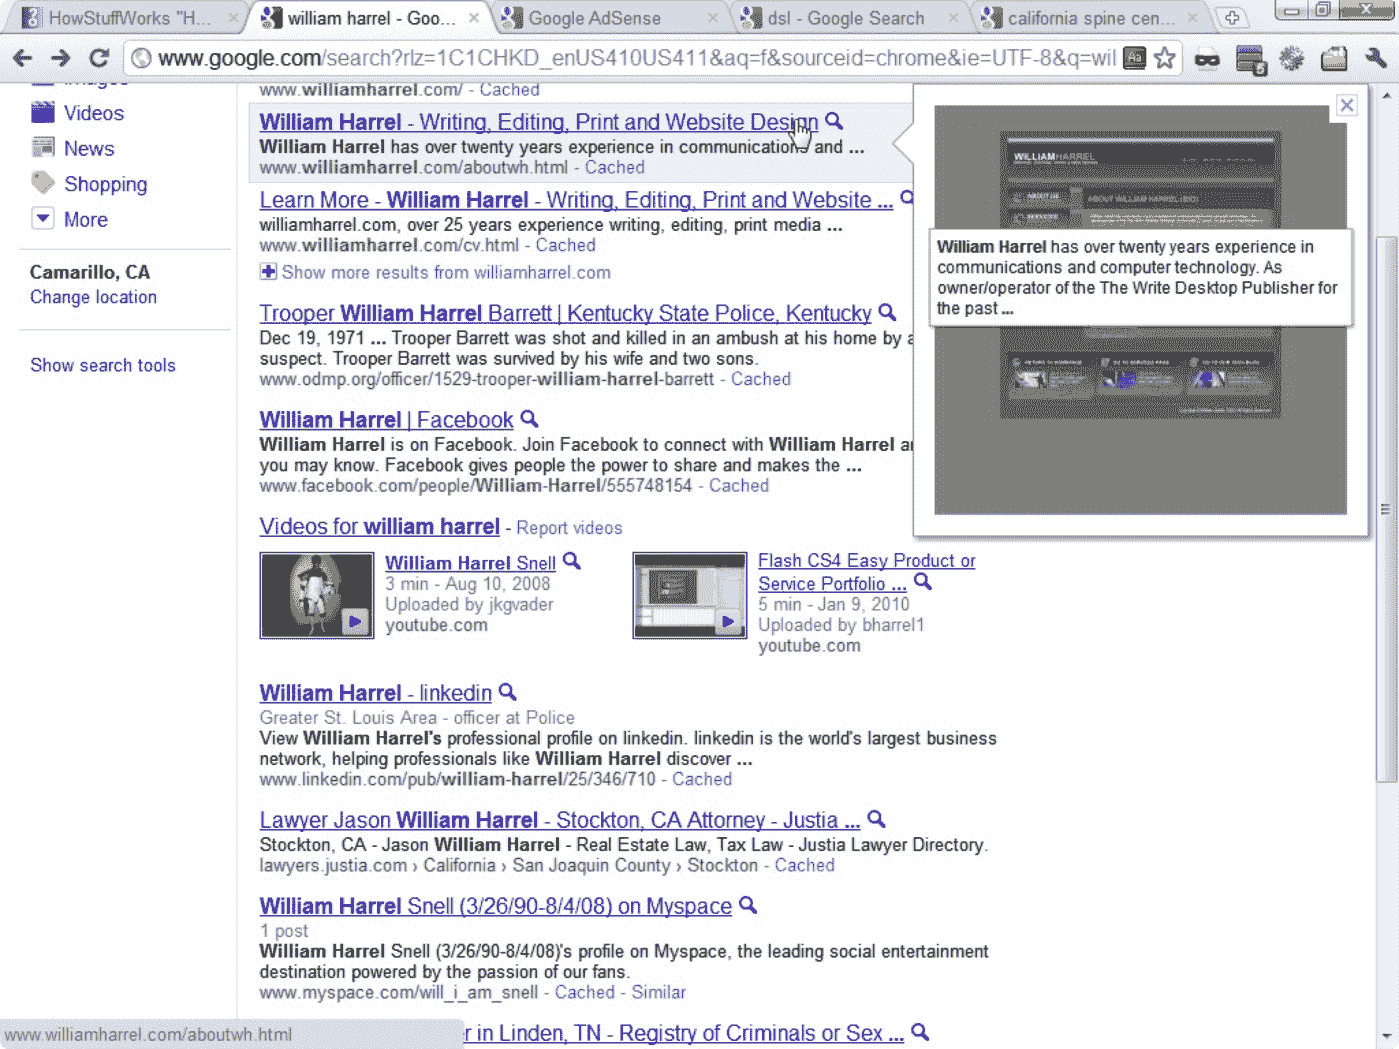 HowStuffWorks "H...
william harrel - Goo...
Google AdSense
dsl - Google Search
california spine cen...
www.google.com/search?rlz=1C1CHKD_enUS410US411&aq=f&sourceid=chrome&ie=UTF-8&q=wil
Images
Videos
News
Shopping
More
Camarillo, CA
Change location
Show search tools
www.williamharrel.com/ - Cached
William Harrel - Writing, Editing, Print and Website Design
William Harrel has over twenty years experience in communications and ...
www.williamharrel.com/aboutwh.html - Cached
Learn More - William Harrel - Writing, Editing, Print and Website ...
williamharrel.com, over 25 years experience writing, editing, print media ...
www.williamharrel.com/cv.html - Cached
Show more results from williamharrel.com
Trooper William Harrel Barrett | Kentucky State Police, Kentucky
Dec 19, 1971 ... Trooper Barrett was shot and killed in an ambush at his home by a
suspect. Trooper Barrett was survived by his wife and two sons.
www.odmp.org/officer/1529-trooper-william-harrel-barrett - Cached
William Harrel | Facebook
William Harrel is on Facebook. Join Facebook to connect with William Harrel
you may know. Facebook gives people the power to share and makes the ...
www.facebook.com/people/William-Harrel/555748154 - Cached
Videos for william harrel - Report videos
William Harrel Snell
3 min - Aug 10, 2008
Uploaded by jkgvader
youtube.com
Flash CS4 Easy Product or
Service Portfolio ...
5 min - Jan 9, 2010
Uploaded by bharrel1
youtube.com
William Harrel - linkedin
Greater St. Louis Area - officer at Police
View William Harrel's professional profile on linkedin. linkedin is the world's largest business
network, helping professionals like William Harrel discover ...
www.linkedin.com/pub/william-harrel/25/346/710 - Cached
Lawyer Jason William Harrel - Stockton, CA Attorney - Justia ...
Stockton, CA - Jason William Harrel - Real Estate Law, Tax Law - Justia Lawyer Directory.
lawyers.justia.com › California › San Joaquin County › Stockton - Cached
William Harrel Snell (3/26/90-8/4/08) on Myspace
1 post
William Harrel Snell (3/26/90-8/4/08)'s profile on Myspace, the leading social entertainment
destination powered by the passion of our fans.
www.myspace.com/will_i_am_snell - Cached - Similar
r in Linden, TN - Registry of Criminals or Sex ...
www.williamharrel.com/aboutwh.html
WILLIAMHARREL
ABOUT US
ABOUT WILLIAM HARREL (BIO)
SERVICES
William Harrel has over twenty years experience in
communications and computer technology. As
owner/operator of the The Write Desktop Publisher for
the past ...